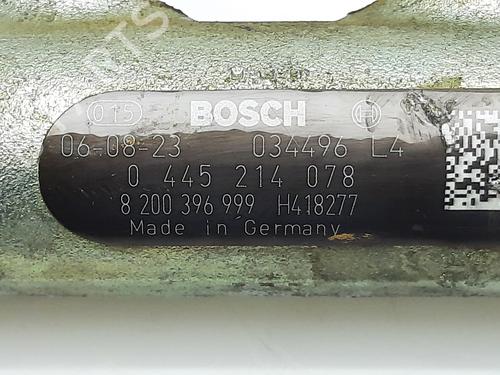 015 BOSCH
06-08-23 034496 L4
0 445 214 078
8 200 396 999 H418277
Made in Germany